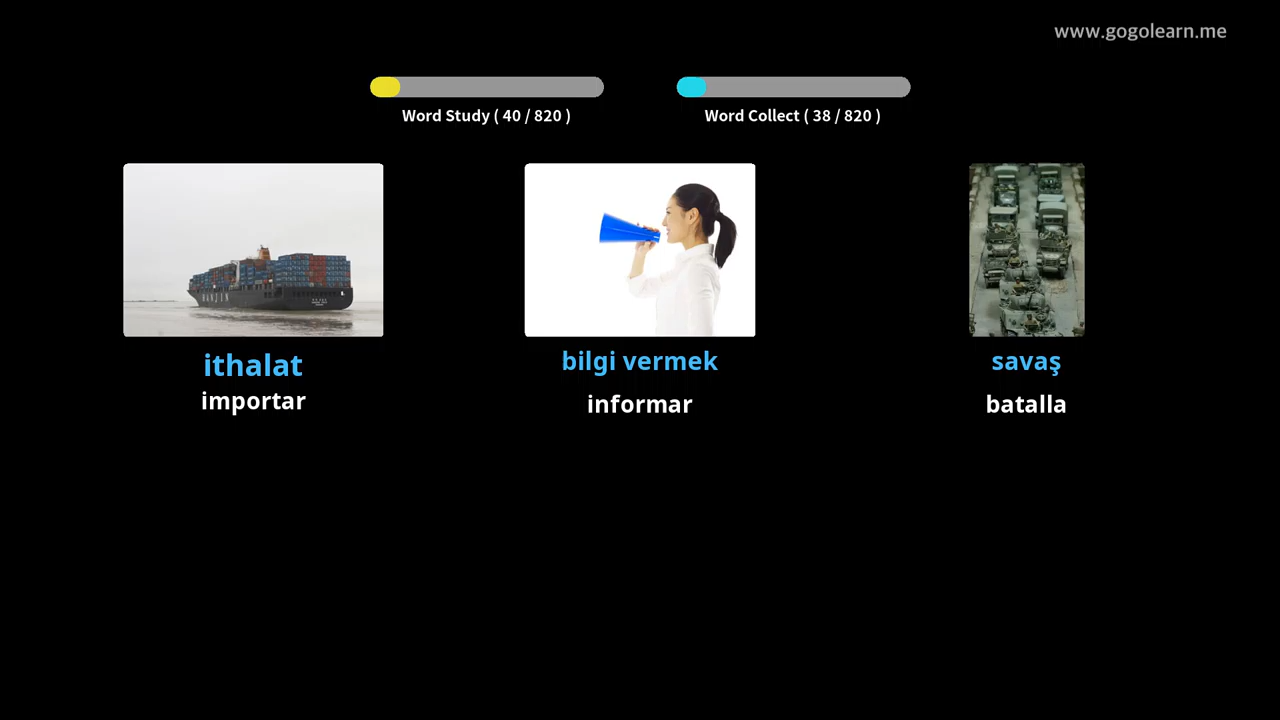 www.gogolearn.me
Word Study ( 40 / 820 )
Word Collect ( 38 / 820 )
ithalat
importar
bilgi vermek
informar
savaş
batalla